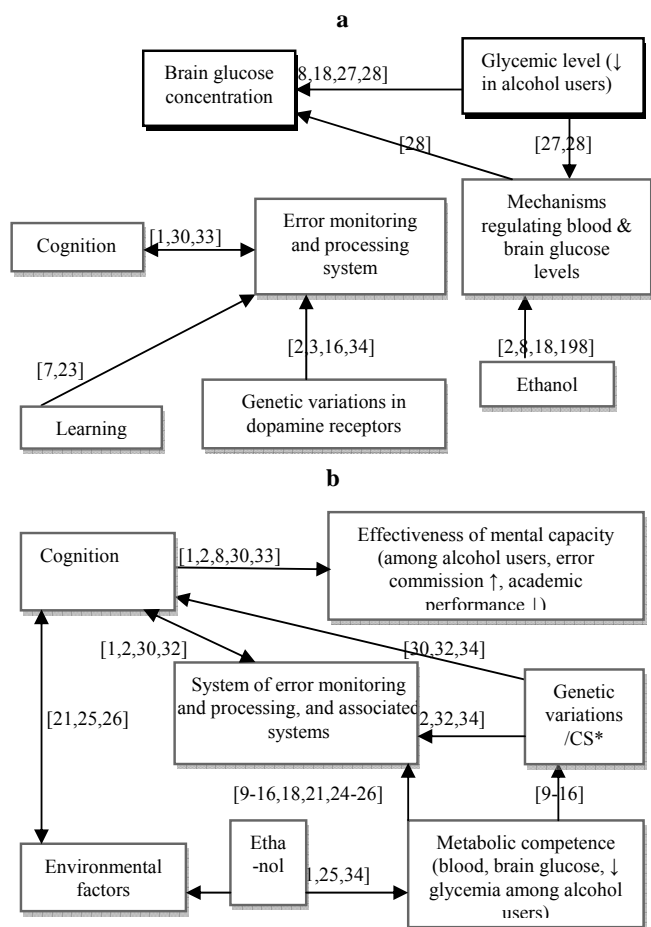 a
Brain glucose
concentration
8,18,27,28]
Glycemic level (↓
in alcohol users)
[28]
[27,28]
Cognition
[1,30,33]
Error monitoring
and processing
system
Mechanisms
regulating blood &
brain glucose
levels
[7,23]
[2,3,16,34]
[2,8,18,198]
Learning
Genetic variations in
dopamine receptors
Ethanol
b
Cognition
[1,2,8,30,33]
Effectiveness of mental capacity
(among alcohol users, error
commission ↑, academic
performance ↓)
[1,2,30,32]
[30,32,34]
[21,25,26]
System of error monitoring
and processing, and associated
systems
2,32,34]
Genetic
variations
/CS*
[9-16,18,21,24-26]
[9-16]
Environmental
factors
Etha
-nol
1,25,34]
Metabolic competence
(blood, brain glucose, ↓
glycemia among alcohol
users)